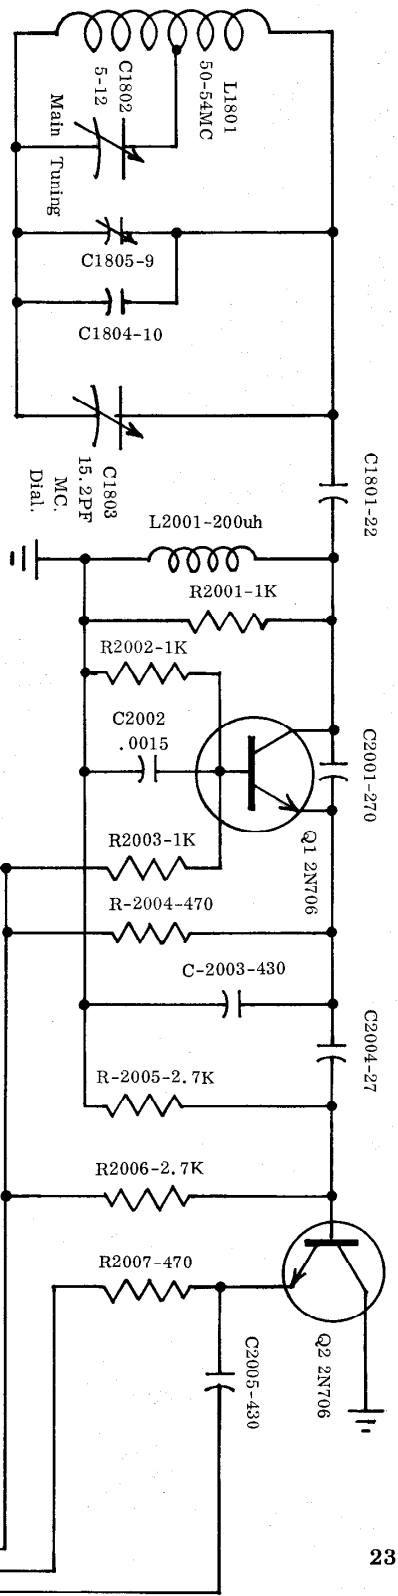 L1801
50-54MC
C1802
5-12
Main Tuning
C1805-9
C1804-10
C1803
15.2PF
MC.
Dial.
C1801-22
L2001-200uh
R2001-1K
R2002-1K
C2002
.0015
C2001-270
Q1 2N706
R2003-1K
R-2004-470
C-2003-430
C2004-27
R-2005-2.7K
R2006-2.7K
R2007-470
Q2 2N706
C2005-430
23